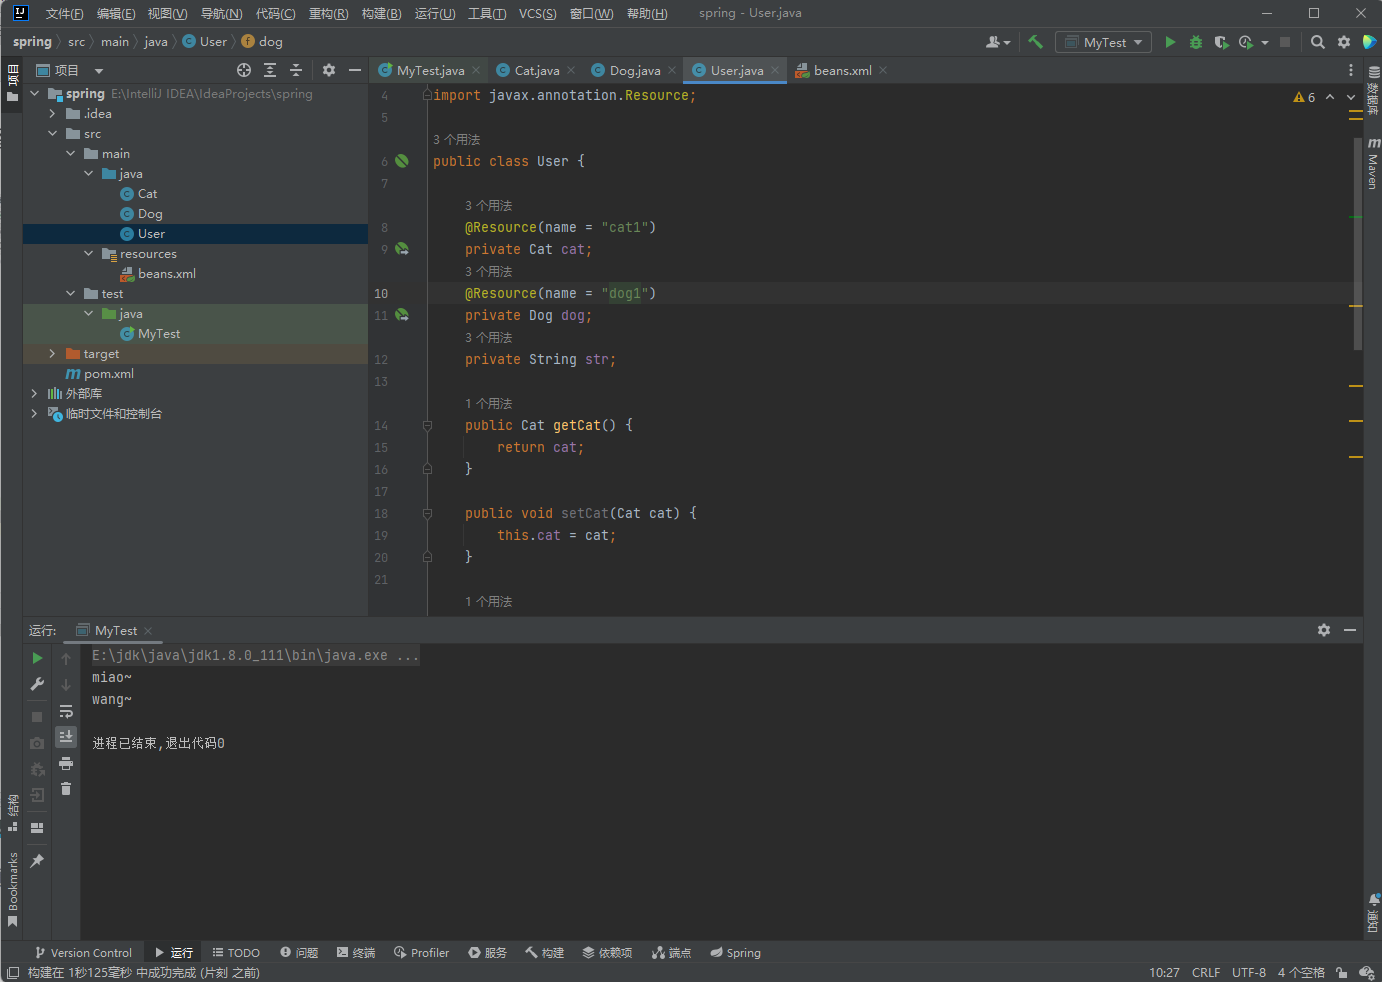 文件(F) 编辑(E) 视图(V) 导航(N) 代码(C) 重构(R) 构建(B) 运行(U) 工具(T) VCS(S) 窗口(W) 帮助(H) spring - User.java
spring src main java User dog MyTest
项目 MyTest.java Cat.java Dog.java User.java beans.xml
spring E:\IntelliJ IDEA\IdeaProjects\spring
.idea
src
main
java
Cat
Dog
User
resources
beans.xml
test
java
MyTest
target
pom.xml
外部库
临时文件和控制台
6
4 import javax.annotation.Resource;
5
3 个用法
6 public class User {
7
3 个用法
8 @Resource(name = "cat1")
9 private Cat cat;
3 个用法
10 @Resource(name = "dog1")
11 private Dog dog;
3 个用法
12 private String str;
13
1 个用法
14 public Cat getCat() {
15 return cat;
16 }
17
18 public void setCat(Cat cat) {
19 this.cat = cat;
20 }
21
1 个用法
项目
结构
Bookmarks
数据库
Maven
通知
运行: MyTest
E:\jdk\java\jdk1.8.0_111\bin\java.exe ...
miao~
wang~
进程已结束,退出代码0
Version Control 运行 TODO 问题 终端 Profiler 服务 构建 依赖项 端点 Spring
构建在 1秒125毫秒 中成功完成 (片刻 之前) 10:27 CRLF UTF-8 4 个空格